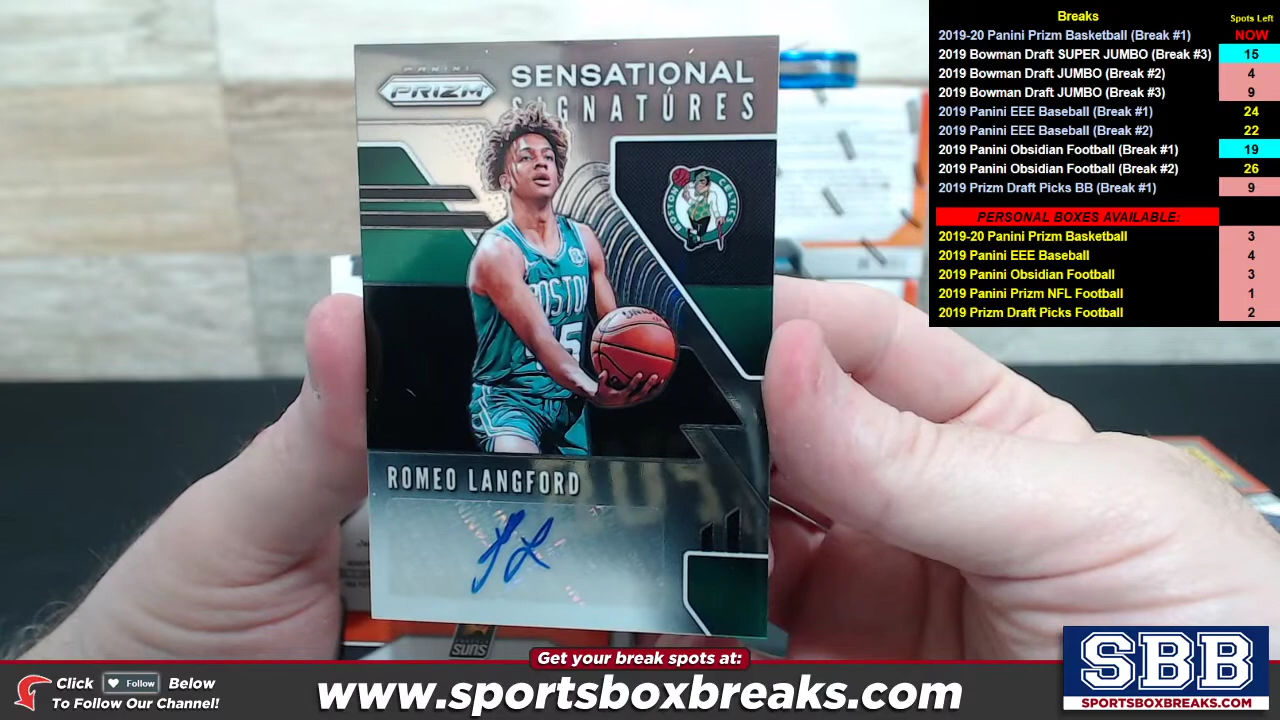 PANINI
PRIZM
SENSATIONAL
SIGNATURES
BOSTON CELTICS
BOSTON
ROMEO LANGFORD
SUNS
Breaks Spots Left
2019-20 Panini Prizm Basketball (Break #1) NOW
2019 Bowman Draft SUPER JUMBO (Break #3) 15
2019 Bowman Draft JUMBO (Break #2) 4
2019 Bowman Draft JUMBO (Break #3) 9
2019 Panini EEE Baseball (Break #1) 24
2019 Panini EEE Baseball (Break #2) 22
2019 Panini Obsidian Football (Break #1) 19
2019 Panini Obsidian Football (Break #2) 26
2019 Prizm Draft Picks BB (Break #1) 9
PERSONAL BOXES AVAILABLE:
2019-20 Panini Prizm Basketball 3
2019 Panini EEE Baseball 4
2019 Panini Obsidian Football 3
2019 Panini Prizm NFL Football 1
2019 Prizm Draft Picks Football 2
Get your break spots at:
Click Follow Below
To Follow Our Channel!
www.sportsboxbreaks.com
SBB
SPORTSBOXBREAKS.COM